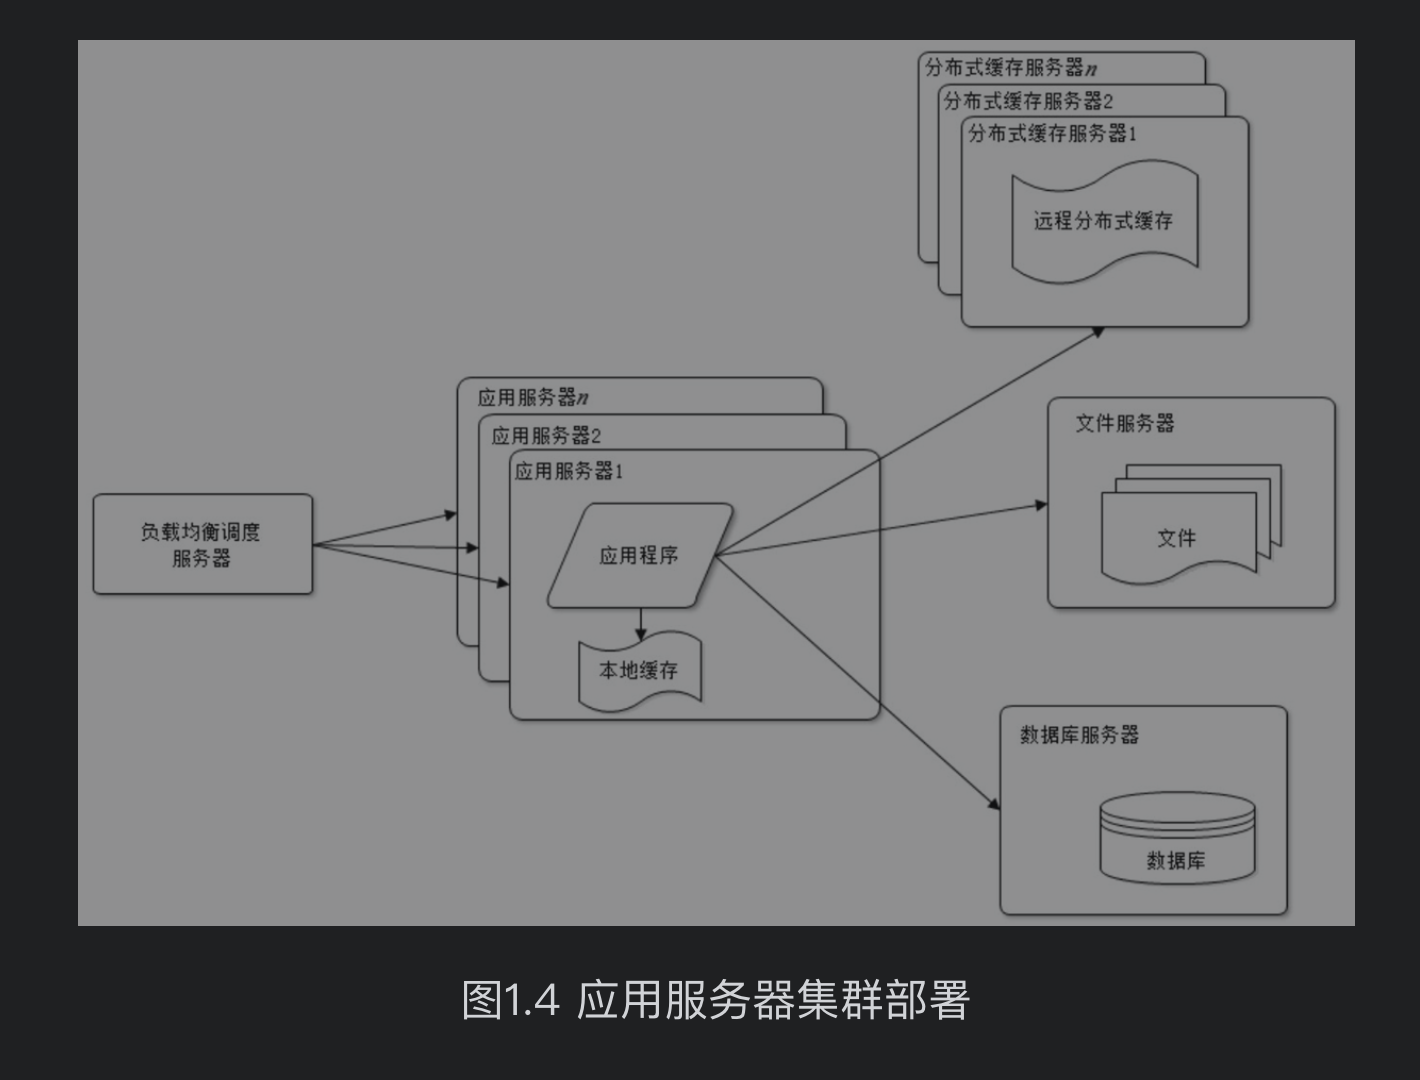 分布式缓存服务器n
分布式缓存服务器2
分布式缓存服务器1
远程分布式缓存
应用服务器n
应用服务器2
应用服务器1
应用程序
本地缓存
负载均衡调度
服务器
文件服务器
文件
数据库服务器
数据库
图1.4 应用服务器集群部署